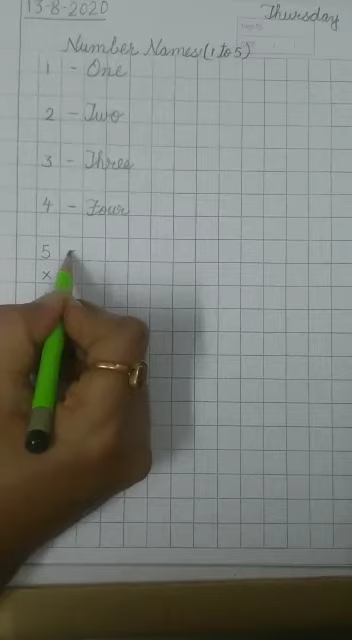 13-8-2020
Thursday
Number Names (1 to 5)
1 - One
2 - Two
3 - Three
4 - Four
5
x